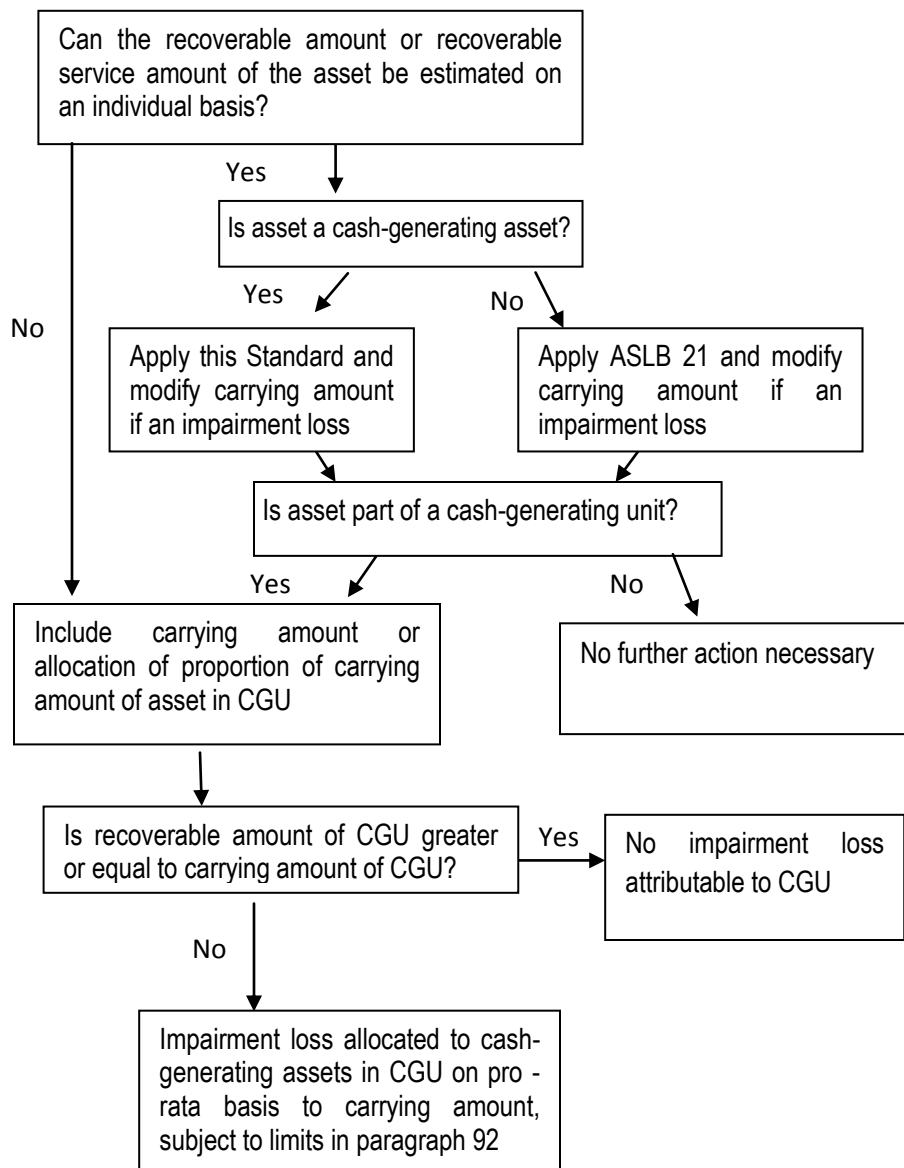 Can the recoverable amount or recoverable
service amount of the asset be estimated on
an individual basis?
Yes
Is asset a cash-generating asset?
Yes
No
No
Apply this Standard and
modify carrying amount
if an impairment loss
Apply ASLB 21 and modify
carrying amount if an
impairment loss
Is asset part of a cash-generating unit?
Yes
No
Include carrying amount or
allocation of proportion of carrying
amount of asset in CGU
No further action necessary
Is recoverable amount of CGU greater
or equal to carrying amount of CGU?
Yes
No impairment loss
attributable to CGU
No
Impairment loss allocated to cash-
generating assets in CGU on pro -
rata basis to carrying amount,
subject to limits in paragraph 92